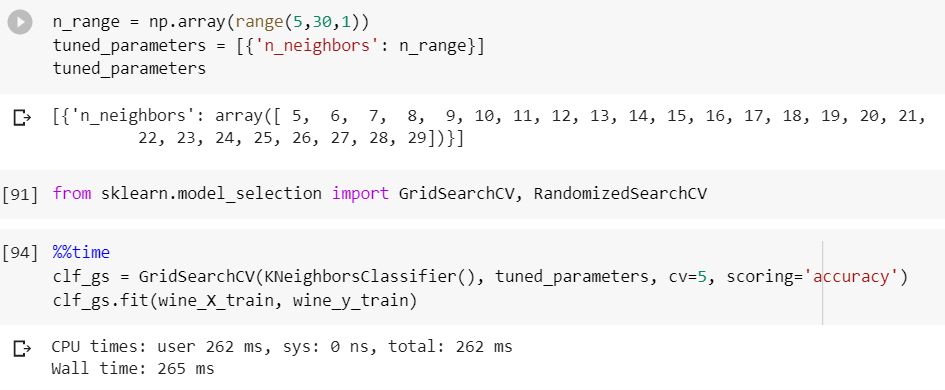 n_range = np.array(range(5,30,1))
tuned_parameters = [{'n_neighbors': n_range}]
tuned_parameters
[{'n_neighbors': array([ 5,  6,  7,  8,  9, 10, 11, 12, 13, 14, 15, 16, 17, 18, 19, 20, 21,
22, 23, 24, 25, 26, 27, 28, 29])}]
[91] from sklearn.model_selection import GridSearchCV, RandomizedSearchCV
[94] %%time
clf_gs = GridSearchCV(KNeighborsClassifier(), tuned_parameters, cv=5, scoring='accuracy')
clf_gs.fit(wine_X_train, wine_y_train)
CPU times: user 262 ms, sys: 0 ns, total: 262 ms
Wall time: 265 ms